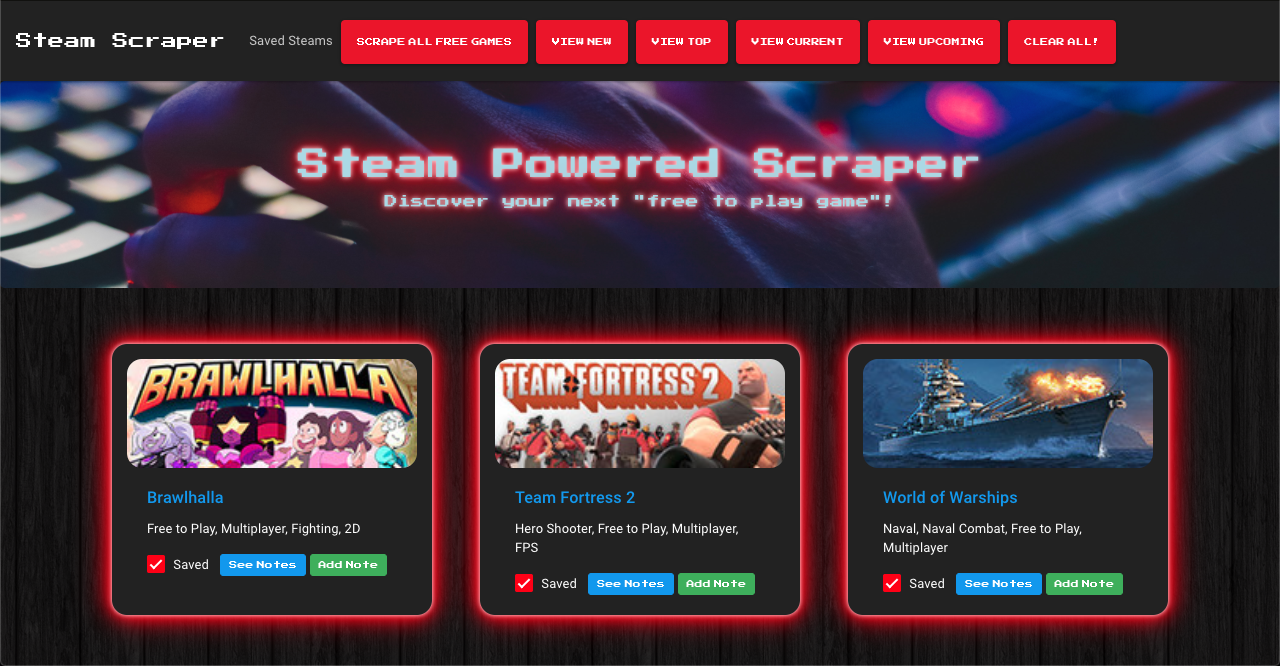 Steam Scraper Saved Steams SCRAPE ALL FREE GAMES VIEW NEW VIEW TOP VIEW CURRENT VIEW UPCOMING CLEAR ALL!
Steam Powered Scraper
Discover your next "free to play game"!
BRAWLHALLA
Brawlhalla
Free to Play, Multiplayer, Fighting, 2D
Saved See Notes Add Note
TEAM FORTRESS 2
Team Fortress 2
Hero Shooter, Free to Play, Multiplayer,
FPS
Saved See Notes Add Note
World of Warships
Naval, Naval Combat, Free to Play,
Multiplayer
Saved See Notes Add Note